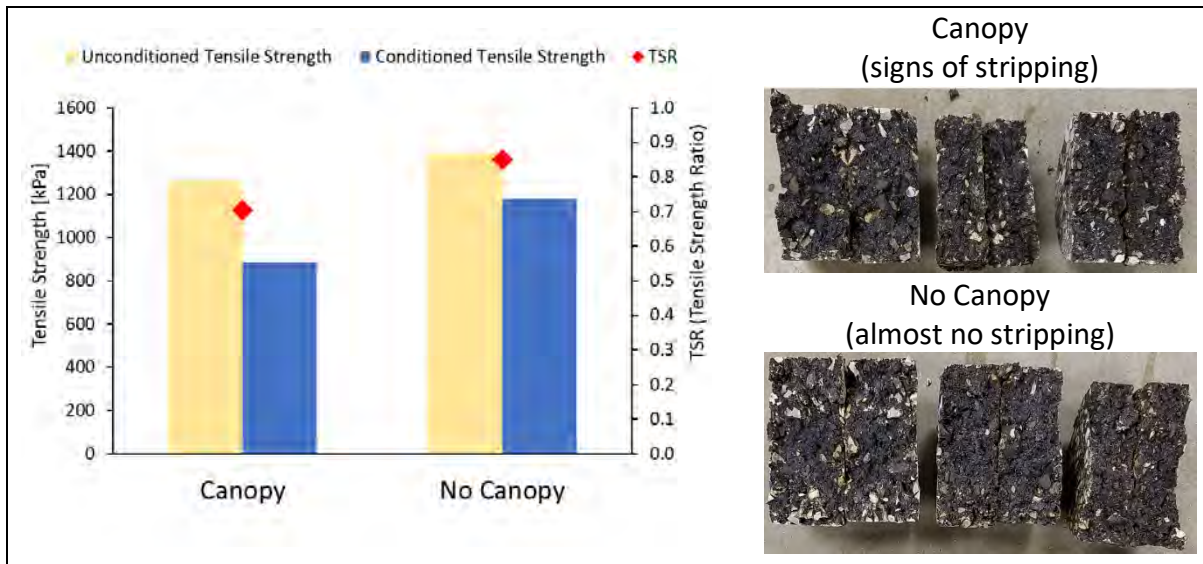 Unconditioned Tensile Strength Conditioned Tensile Strength TSR
Tensile Strength [kPa]
1600
1400
1200
1000
800
600
400
200
0
1.0
0.9
0.8
0.7
0.6
0.5
0.4
0.3
0.2
0.1
0.0
TSR (Tensile Strength Ratio)
Canopy No Canopy
Canopy
(signs of stripping)
No Canopy
(almost no stripping)